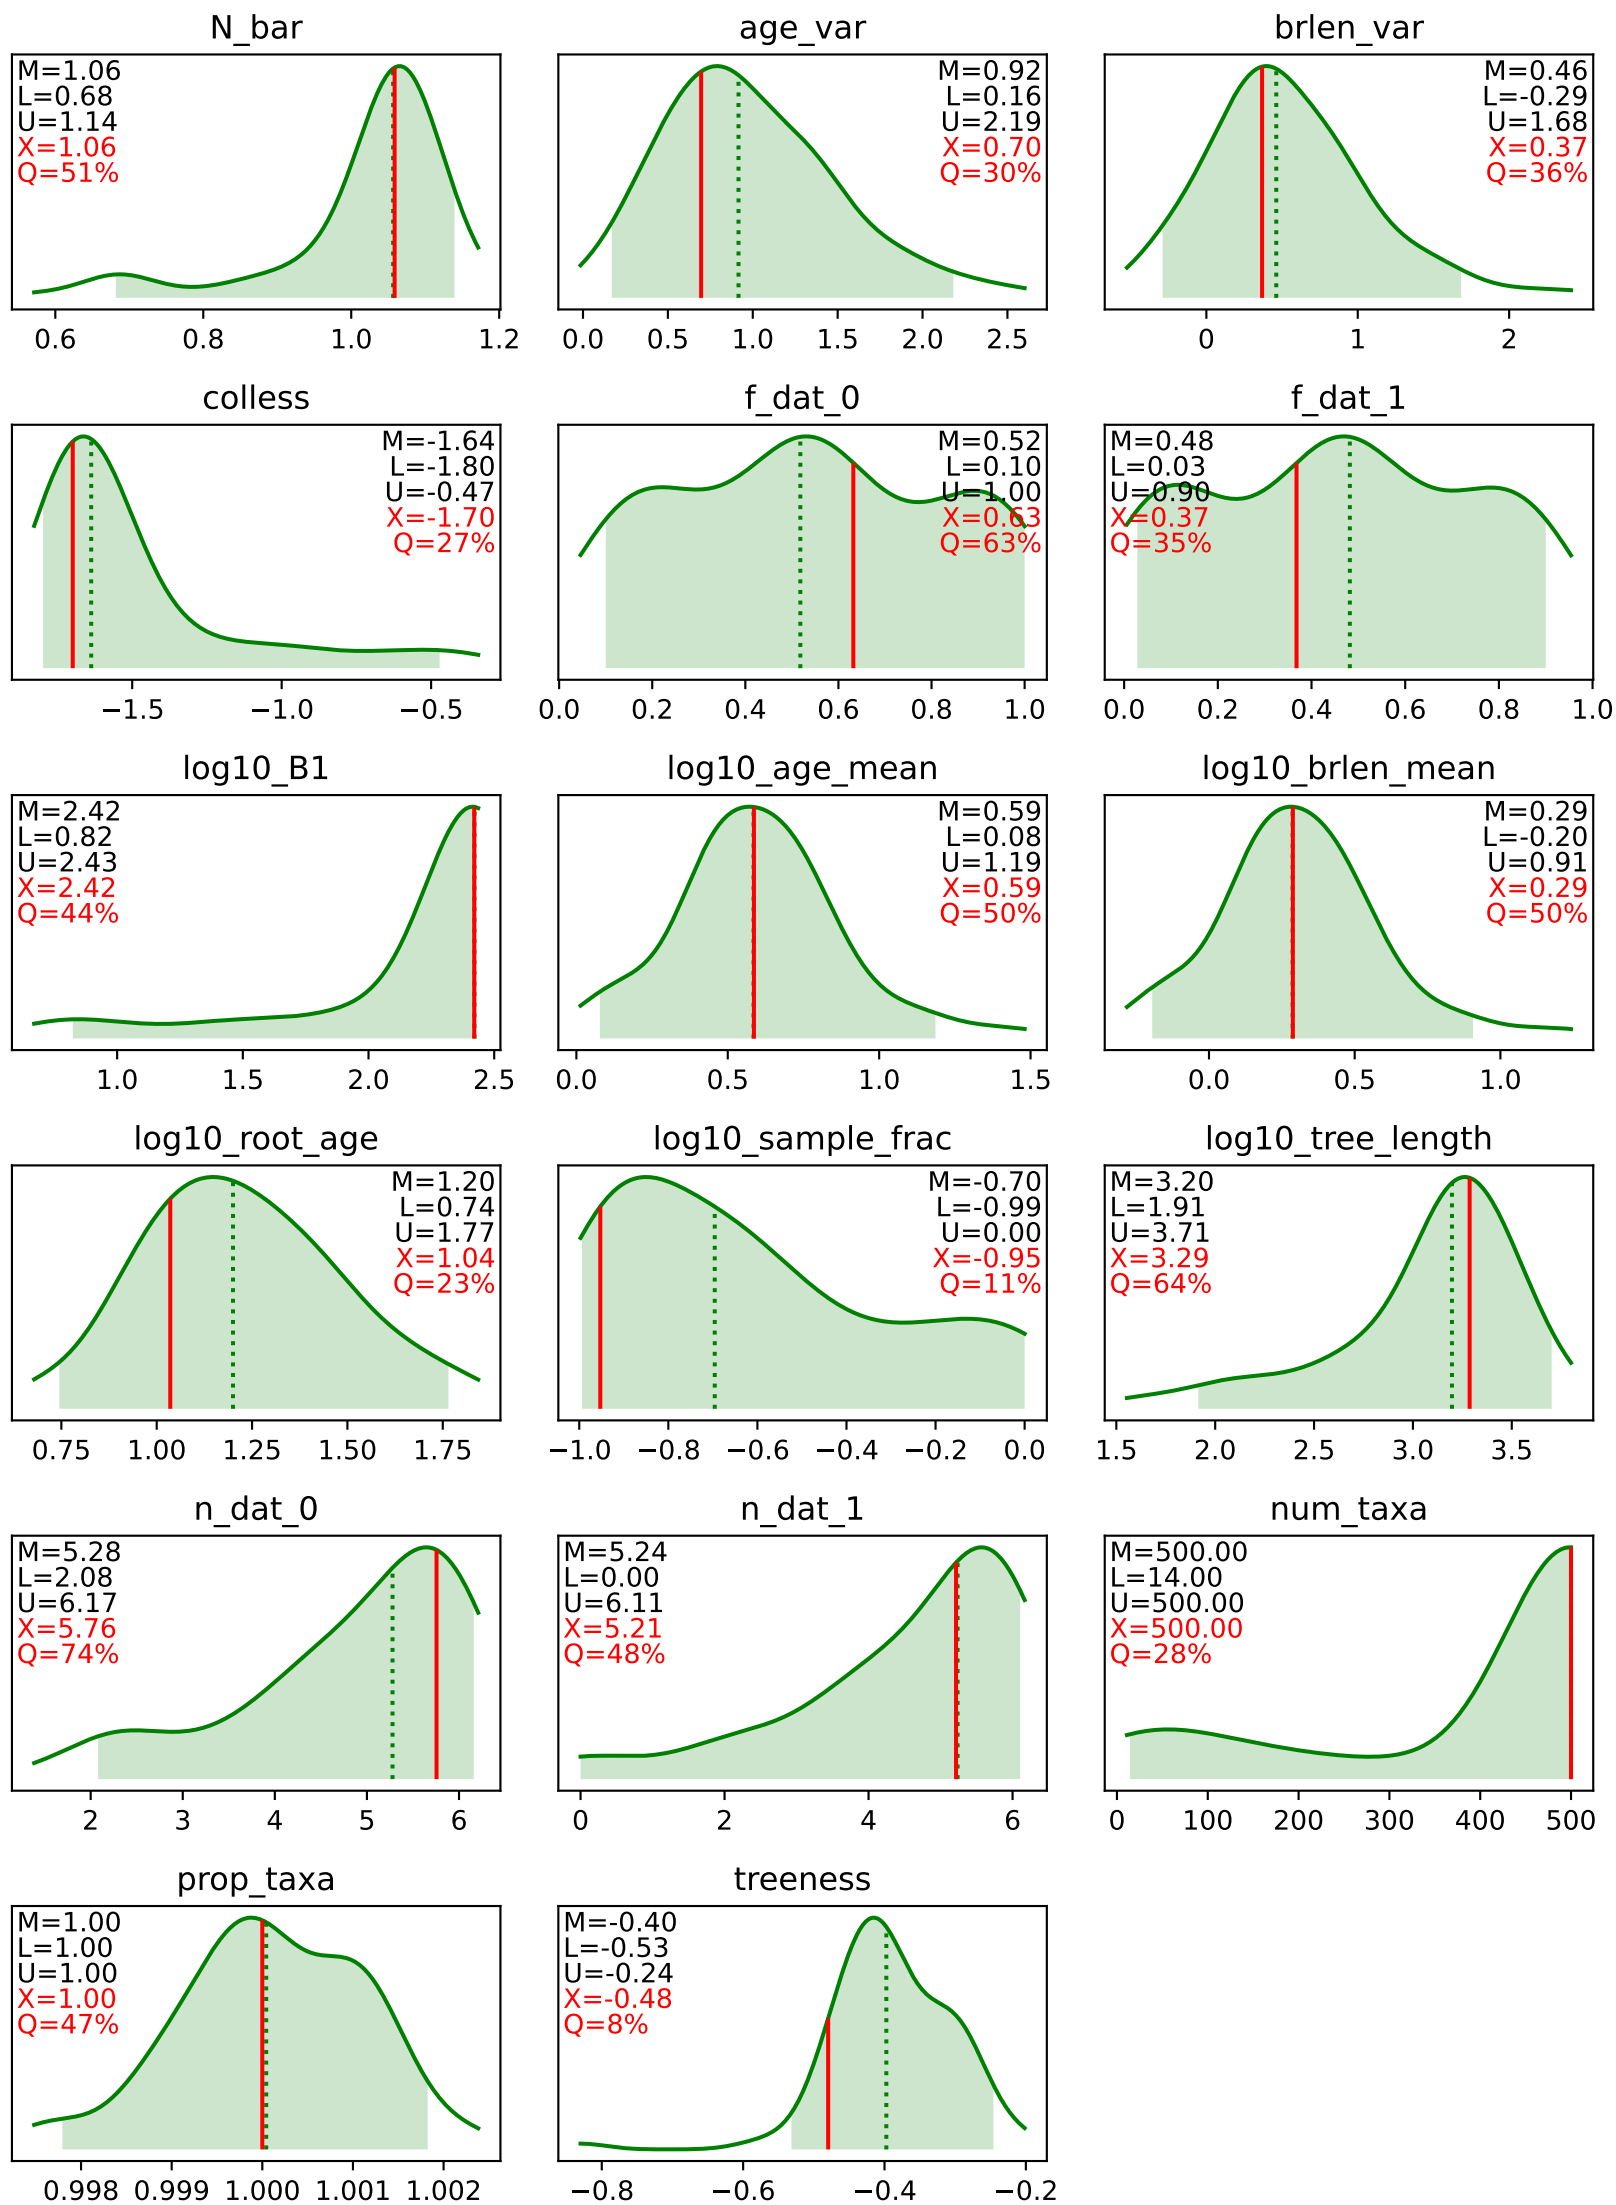 N_bar
M=1.06
L=0.68
U=1.14
X=1.06
Q=51%
0.6 0.8 1.0 1.2
age_var
M=0.92
L=0.16
U=2.19
X=0.70
Q=30%
0.0 0.5 1.0 1.5 2.0 2.5
brlen_var
M=0.46
L=-0.29
U=1.68
X=0.37
Q=36%
0 1 2
colless
M=-1.64
L=-1.80
U=-0.47
X=-1.70
Q=27%
−1.5 −1.0 −0.5
f_dat_0
M=0.52
L=0.10
U=1.00
X=0.63
Q=63%
0.0 0.2 0.4 0.6 0.8 1.0
f_dat_1
M=0.48
L=0.03
U=0.90
X=0.37
Q=35%
0.0 0.2 0.4 0.6 0.8 1.0
log10_B1
M=2.42
L=0.82
U=2.43
X=2.42
Q=44%
1.0 1.5 2.0 2.5
log10_age_mean
M=0.59
L=0.08
U=1.19
X=0.59
Q=50%
0.0 0.5 1.0 1.5
log10_brlen_mean
M=0.29
L=-0.20
U=0.91
X=0.29
Q=50%
0.0 0.5 1.0
log10_root_age
M=1.20
L=0.74
U=1.77
X=1.04
Q=23%
0.75 1.00 1.25 1.50 1.75
log10_sample_frac
M=-0.70
L=-0.99
U=0.00
X=-0.95
Q=11%
−1.0 −0.8 −0.6 −0.4 −0.2 0.0
log10_tree_length
M=3.20
L=1.91
U=3.71
X=3.29
Q=64%
1.5 2.0 2.5 3.0 3.5
n_dat_0
M=5.28
L=2.08
U=6.17
X=5.76
Q=74%
2 3 4 5 6
n_dat_1
M=5.24
L=0.00
U=6.11
X=5.21
Q=48%
0 2 4 6
num_taxa
M=500.00
L=14.00
U=500.00
X=500.00
Q=28%
0 100 200 300 400 500
prop_taxa
M=1.00
L=1.00
U=1.00
X=1.00
Q=47%
0.998 0.999 1.000 1.001 1.002
treeness
M=-0.40
L=-0.53
U=-0.24
X=-0.48
Q=8%
−0.8 −0.6 −0.4 −0.2